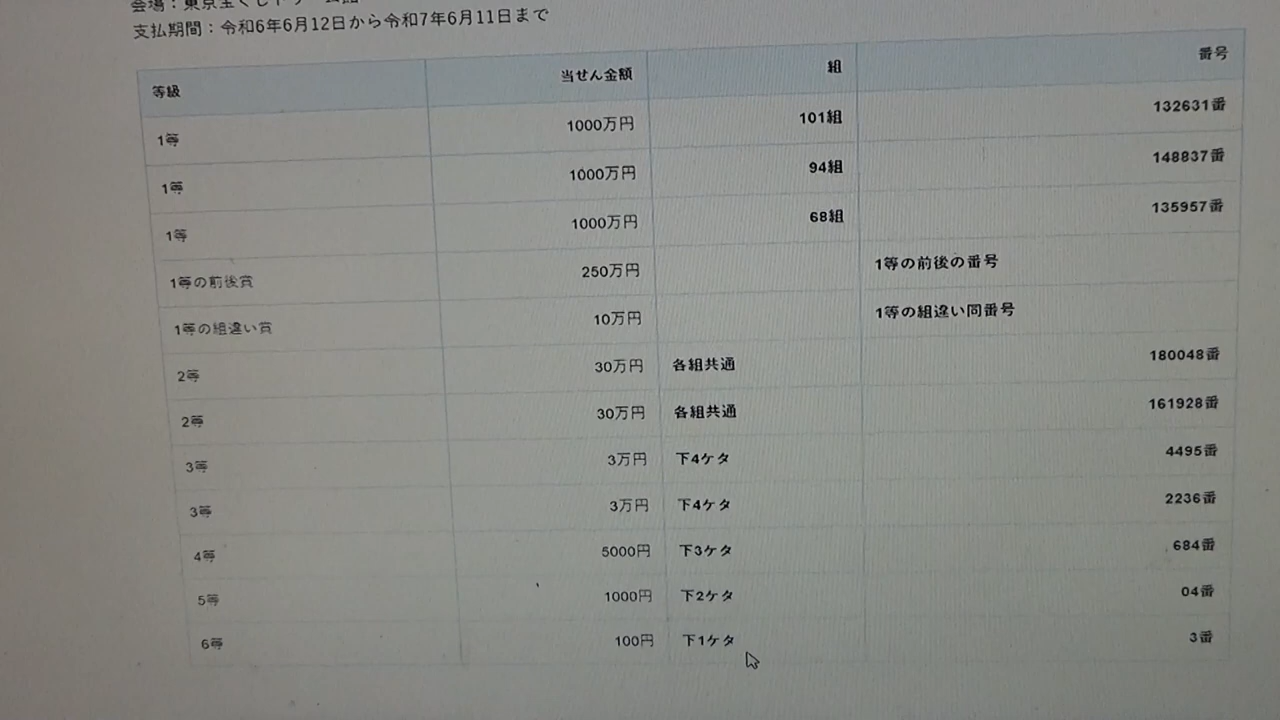 会場：東京宝くじドリーム館
支払期間：令和6年6月12日から令和7年6月11日まで
等級 当せん金額 組 番号
1等 1000万円 101組 132631番
1等 1000万円 94組 148837番
1等 1000万円 68組 135957番
1等の前後賞 250万円 1等の前後の番号
1等の組違い賞 10万円 1等の組違い同番号
2等 30万円 各組共通 180048番
2等 30万円 各組共通 161928番
3等 3万円 下4ケタ 4495番
3等 3万円 下4ケタ 2236番
4等 5000円 下3ケタ 684番
5等 1000円 下2ケタ 04番
6等 100円 下1ケタ 3番